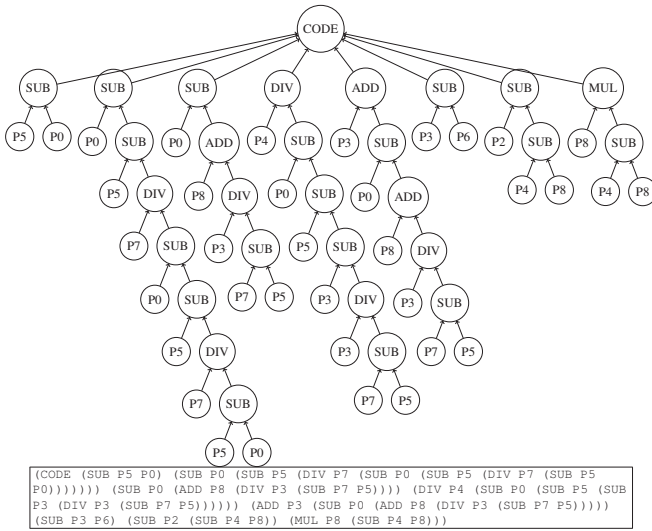 CODE
SUB SUB SUB DIV ADD SUB SUB MUL
P5 P0 P0 SUB P0 ADD P4 SUB P3 SUB P3 P6 P2 SUB P8 SUB
P5 DIV P8 DIV P0 SUB P0 ADD P4 P8 P4 P8
P7 SUB P3 SUB P5 SUB P8 DIV
P0 SUB P7 P5 P3 DIV P3 SUB
P5 DIV P3 SUB P7 P5
P7 SUB P7 P5
P5 P0
(CODE (SUB P5 P0) (SUB P0 (SUB P5 (DIV P7 (SUB P0 (SUB P5 (DIV P7 (SUB P5
P0))))))) (SUB P0 (ADD P8 (DIV P3 (SUB P7 P5)))) (DIV P4 (SUB P0 (SUB P5 (SUB
P3 (DIV P3 (SUB P7 P5)))))) (ADD P3 (SUB P0 (ADD P8 (DIV P3 (SUB P7 P5)))))
(SUB P3 P6) (SUB P2 (SUB P4 P8)) (MUL P8 (SUB P4 P8)))